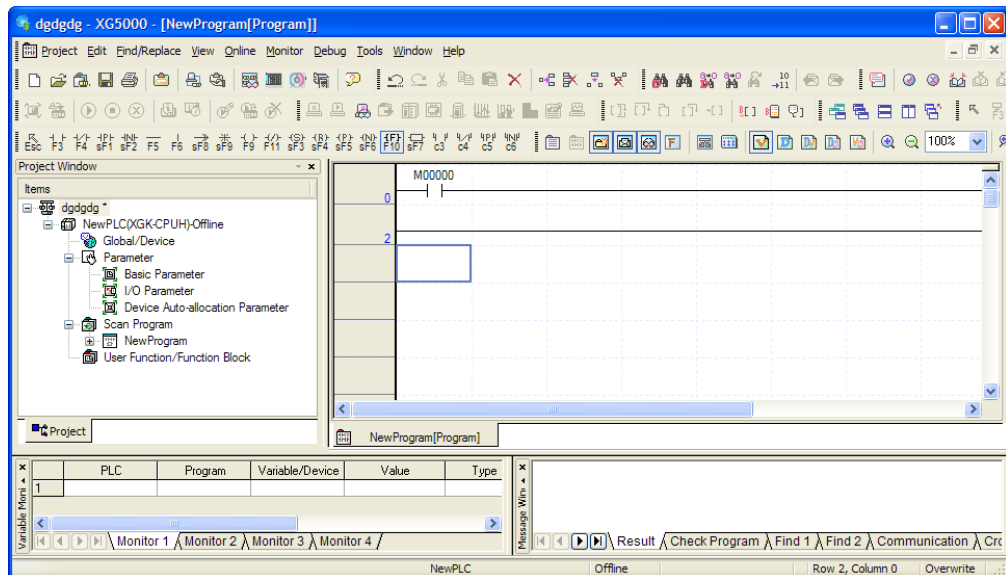 dgdgdg - XG5000 - [NewProgram[Program]]
Project Edit Find/Replace View Online Monitor Debug Tools Window Help
Esc F3 F4 sF1 sF2 F5 F6 sF8 sF9 F9 F11 sF3 sF4 sF5 sF6 F10 sF7 c3 c4 c5 c6 100%
Project Window
Items
dgdgdg *
NewPLC(XGK-CPUH)-Offline
Global/Device
Parameter
Basic Parameter
I/O Parameter
Device Auto-allocation Parameter
Scan Program
NewProgram
User Function/Function Block
Project
M00000
0
2
NewProgram[Program]
PLC Program Variable/Device Value Type
1
Variable Moni
Monitor 1 Monitor 2 Monitor 3 Monitor 4
Message Win
Result Check Program Find 1 Find 2 Communication Cro
NewPLC Offline Row 2, Column 0 Overwrite